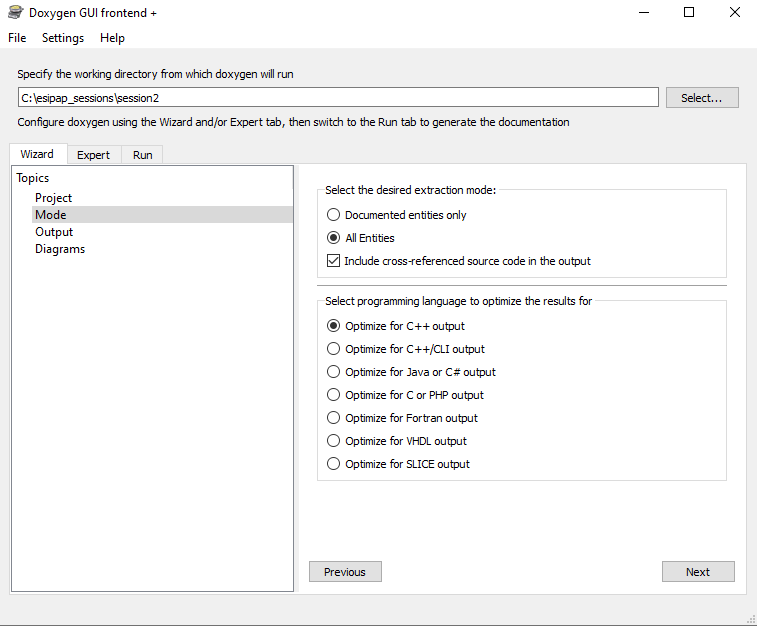 Doxygen GUI frontend +
File Settings Help
Specify the working directory from which doxygen will run
C:\esipap_sessions\session2
Select...
Configure doxygen using the Wizard and/or Expert tab, then switch to the Run tab to generate the documentation
Wizard Expert Run
Topics
Project
Mode
Output
Diagrams
Select the desired extraction mode:
Documented entities only
All Entities
Include cross-referenced source code in the output
Select programming language to optimize the results for
Optimize for C++ output
Optimize for C++/CLI output
Optimize for Java or C# output
Optimize for C or PHP output
Optimize for Fortran output
Optimize for VHDL output
Optimize for SLICE output
Previous
Next